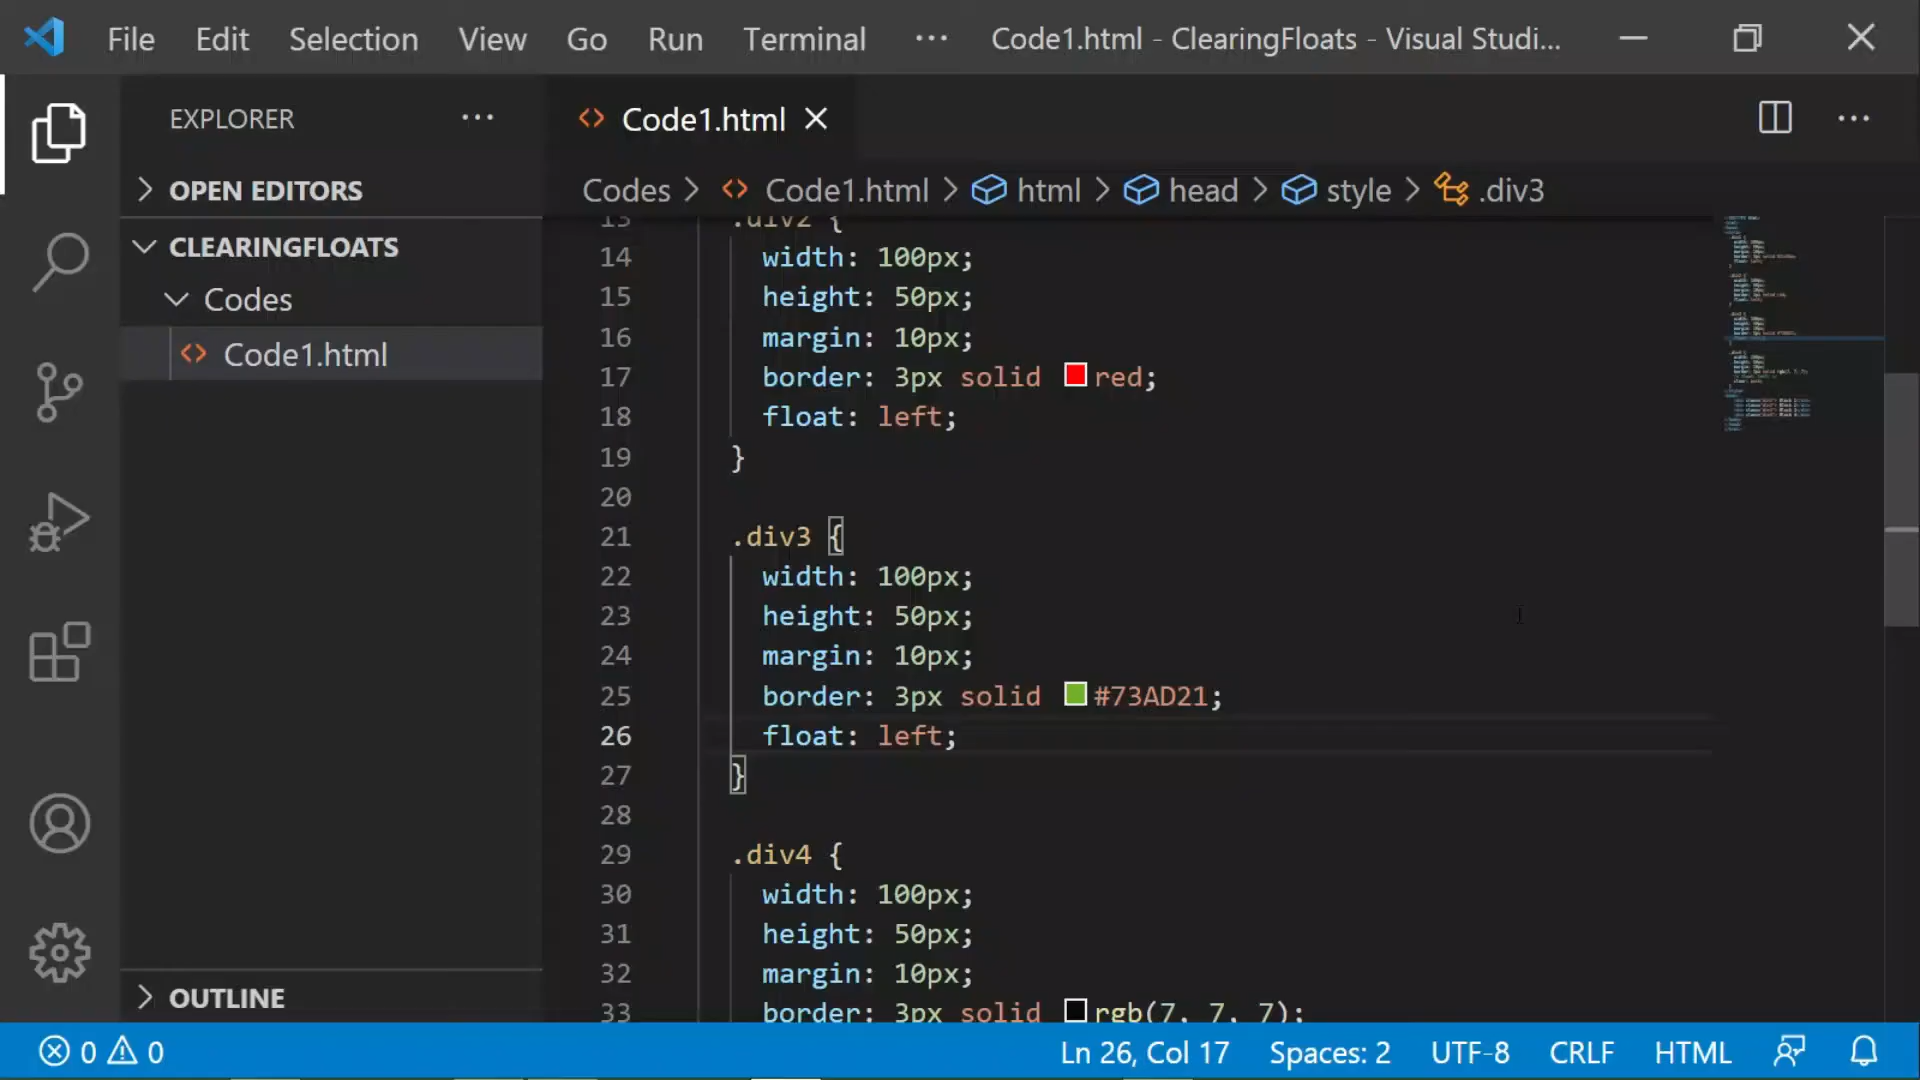 File Edit Selection View Go Run Terminal ··· Code1.html - ClearingFloats - Visual Studi...
EXPLORER ···
Code1.html
OPEN EDITORS
Codes > Code1.html > html > head > style > .div3
CLEARINGFLOATS
Codes
Code1.html
OUTLINE
13 .div2 {
14 width: 100px;
15 height: 50px;
16 margin: 10px;
17 border: 3px solid red;
18 float: left;
19 }
20
21 .div3 {
22 width: 100px;
23 height: 50px;
24 margin: 10px;
25 border: 3px solid #73AD21;
26 float: left;
27 }
28
29 .div4 {
30 width: 100px;
31 height: 50px;
32 margin: 10px;
33 border: 3px solid rgb(7, 7, 7);
0 0 Ln 26, Col 17 Spaces: 2 UTF-8 CRLF HTML